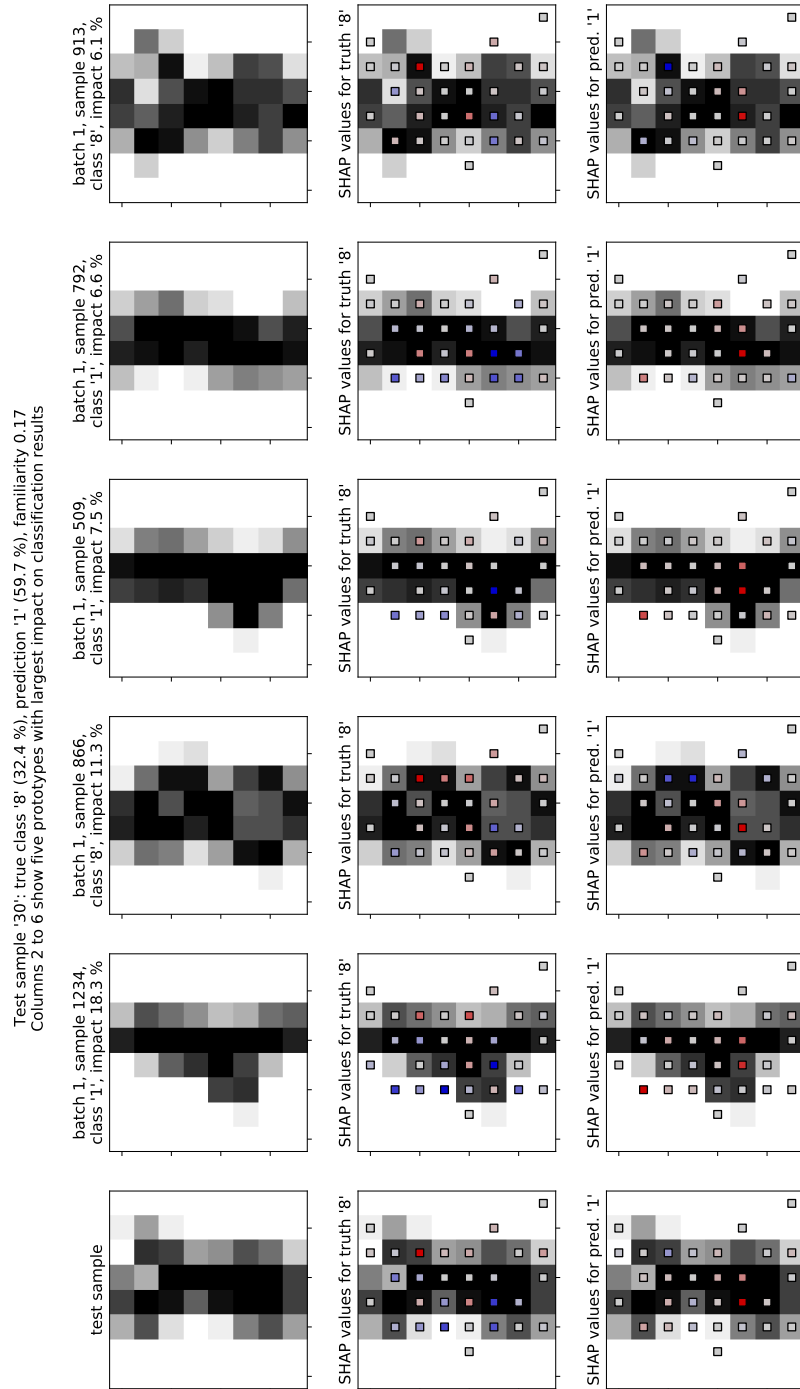 Test sample '30': true class '8' (32.4 %), prediction '1' (59.7 %), familiarity 0.17
Columns 2 to 6 show five prototypes with largest impact on classification results
test sample
batch 1, sample 1234,
class '1', impact 18.3 %
batch 1, sample 866,
class '8', impact 11.3 %
batch 1, sample 509,
class '1', impact 7.5 %
batch 1, sample 792,
class '1', impact 6.6 %
batch 1, sample 913,
class '8', impact 6.1 %
SHAP values for truth '8'
SHAP values for truth '8'
SHAP values for truth '8'
SHAP values for truth '8'
SHAP values for truth '8'
SHAP values for truth '8'
SHAP values for pred. '1'
SHAP values for pred. '1'
SHAP values for pred. '1'
SHAP values for pred. '1'
SHAP values for pred. '1'
SHAP values for pred. '1'